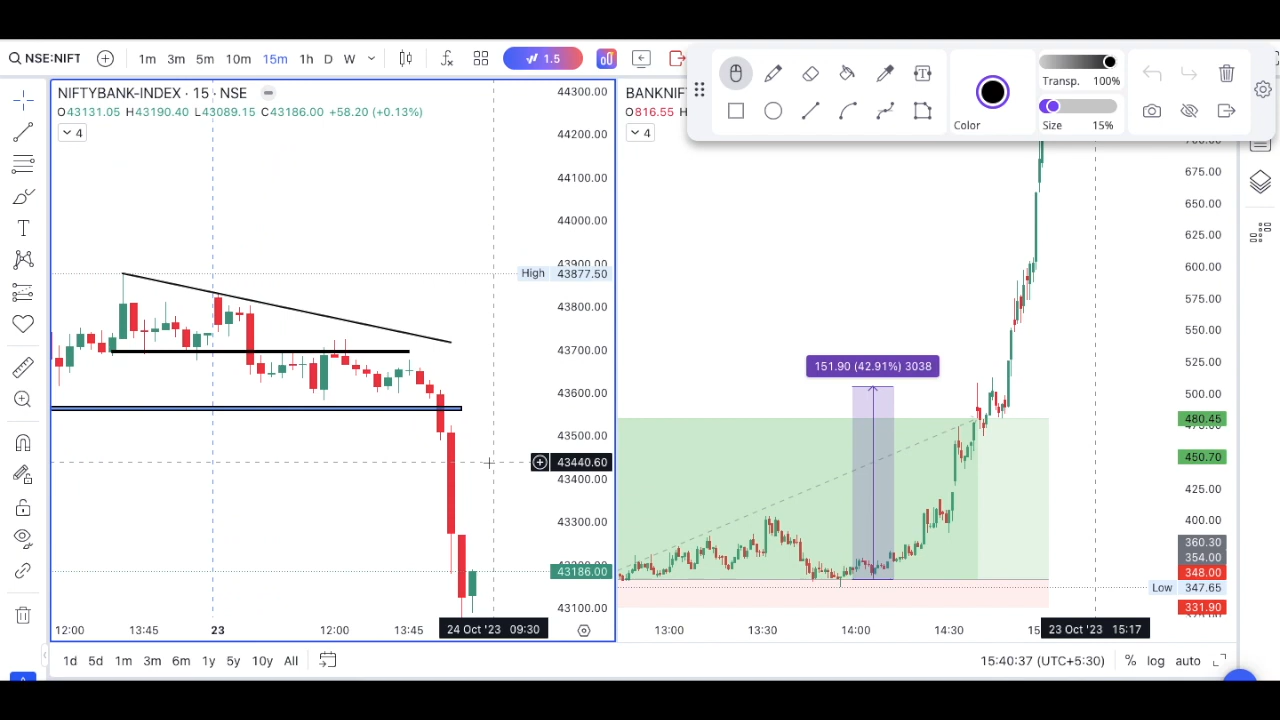 NSE:NIFT
1m 3m 5m 10m 15m 1h D W
1.5
Transp. 100%
Color
Size 15%
NIFTYBANK-INDEX · 15 · NSE
O43131.05 H43190.40 L43089.15 C43186.00 +58.20 (+0.13%)
4
44300.00
44200.00
44100.00
44000.00
43900.00
High 43877.50
43800.00
43700.00
43600.00
43500.00
43440.60
43400.00
43300.00
43186.00
43100.00
12:00 13:45 23 12:00 13:45 24 Oct '23 09:30
BANKNIF
O816.55 H
4
675.00
650.00
625.00
600.00
575.00
550.00
525.00
500.00
480.45
450.70
425.00
400.00
360.30
354.00
348.00
Low 347.65
331.90
151.90 (42.91%) 3038
13:00 13:30 14:00 14:30 15 23 Oct '23 15:17
1d 5d 1m 3m 6m 1y 5y 10y All
15:40:37 (UTC+5:30) % log auto